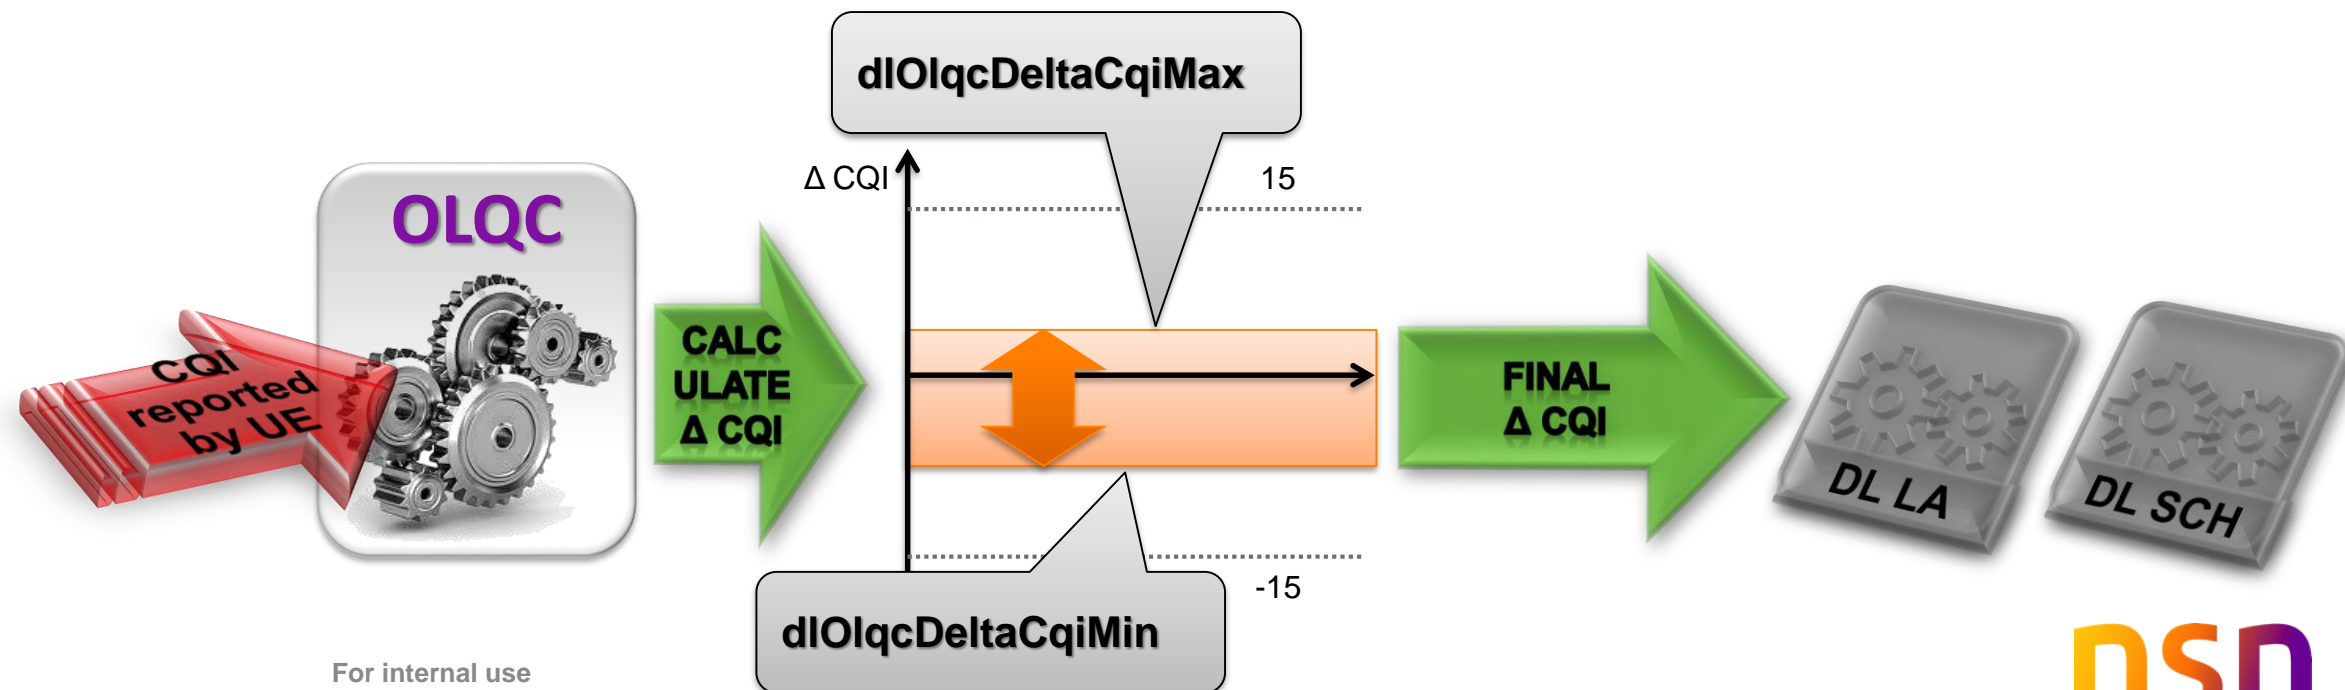 dlOlqcDeltaCqiMax
Δ CQI
15
OLQC
CQI
reported
by UE
CALC
ULATE
Δ CQI
FINAL
Δ CQI
DL LA
DL SCH
-15
dlOlqcDeltaCqiMin
For internal use
nsn